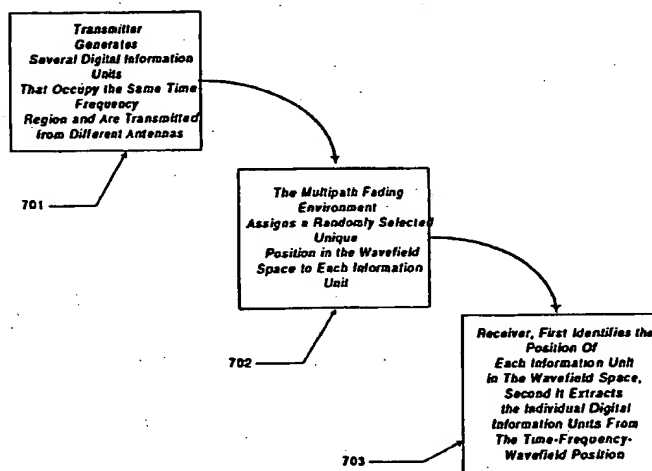 Transmitter
Generates
Several Digital Information
Units
That Occupy the Same Time
Frequency
Region and Are Transmitted
from Different Antennas
701
The Multipath Fading
Environment
Assigns a Randomly Selected
Unique
Position in the Wavefield
Space to Each Information
Unit
702
Receiver, First Identifies the
Position Of
Each Information Unit
in The Wavefield Space,
Second It Extracts
the Individual Digital
Information Units From
The Time-Frequency-
Wavefield Position
703